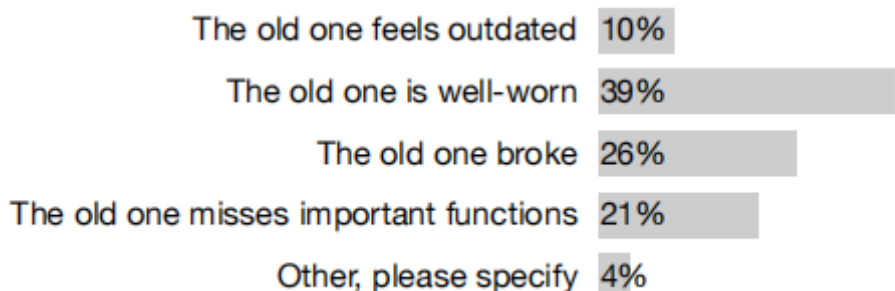 The old one feels outdated 10%
The old one is well-worn 39%
The old one broke 26%
The old one misses important functions 21%
Other, please specify 4%